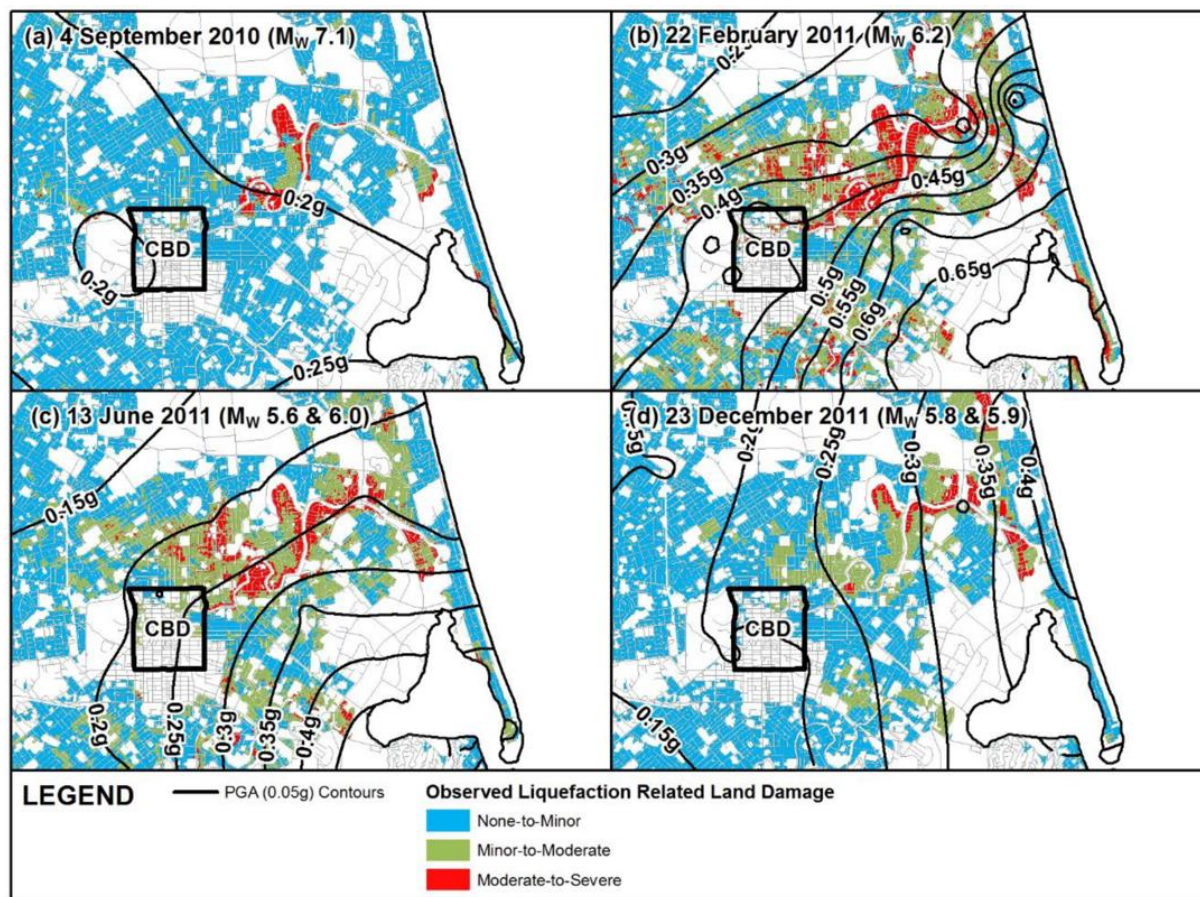 (a) 4 September 2010 (Mw 7.1)
0.2g
CBD
0.2g
0.25g
(b) 22 February 2011 (Mw 6.2)
0.3g
0.35g
0.4g
0.45g
CBD
0.5g
0.55g
0.6g
0.65g
(c) 13 June 2011 (Mw 5.6 & 6.0)
0.15g
CBD
0.2g
0.25g
0.3g
0.35g
0.4g
(d) 23 December 2011 (Mw 5.8 & 5.9)
0.25g
0.3g
0.35g
0.4g
CBD
0.15g
LEGEND
PGA (0.05g) Contours
Observed Liquefaction Related Land Damage
None-to-Minor
Minor-to-Moderate
Moderate-to-Severe